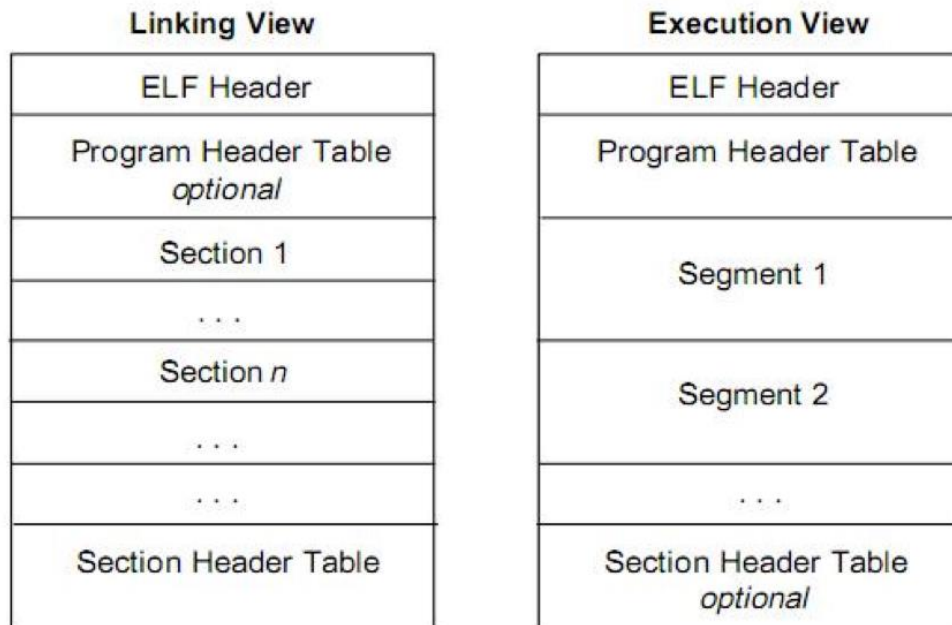 Linking View
ELF Header
Program Header Table
optional
Section 1
. . .
Section n
. . .
. . .
Section Header Table
Execution View
ELF Header
Program Header Table
Segment 1
Segment 2
. . .
Section Header Table
optional